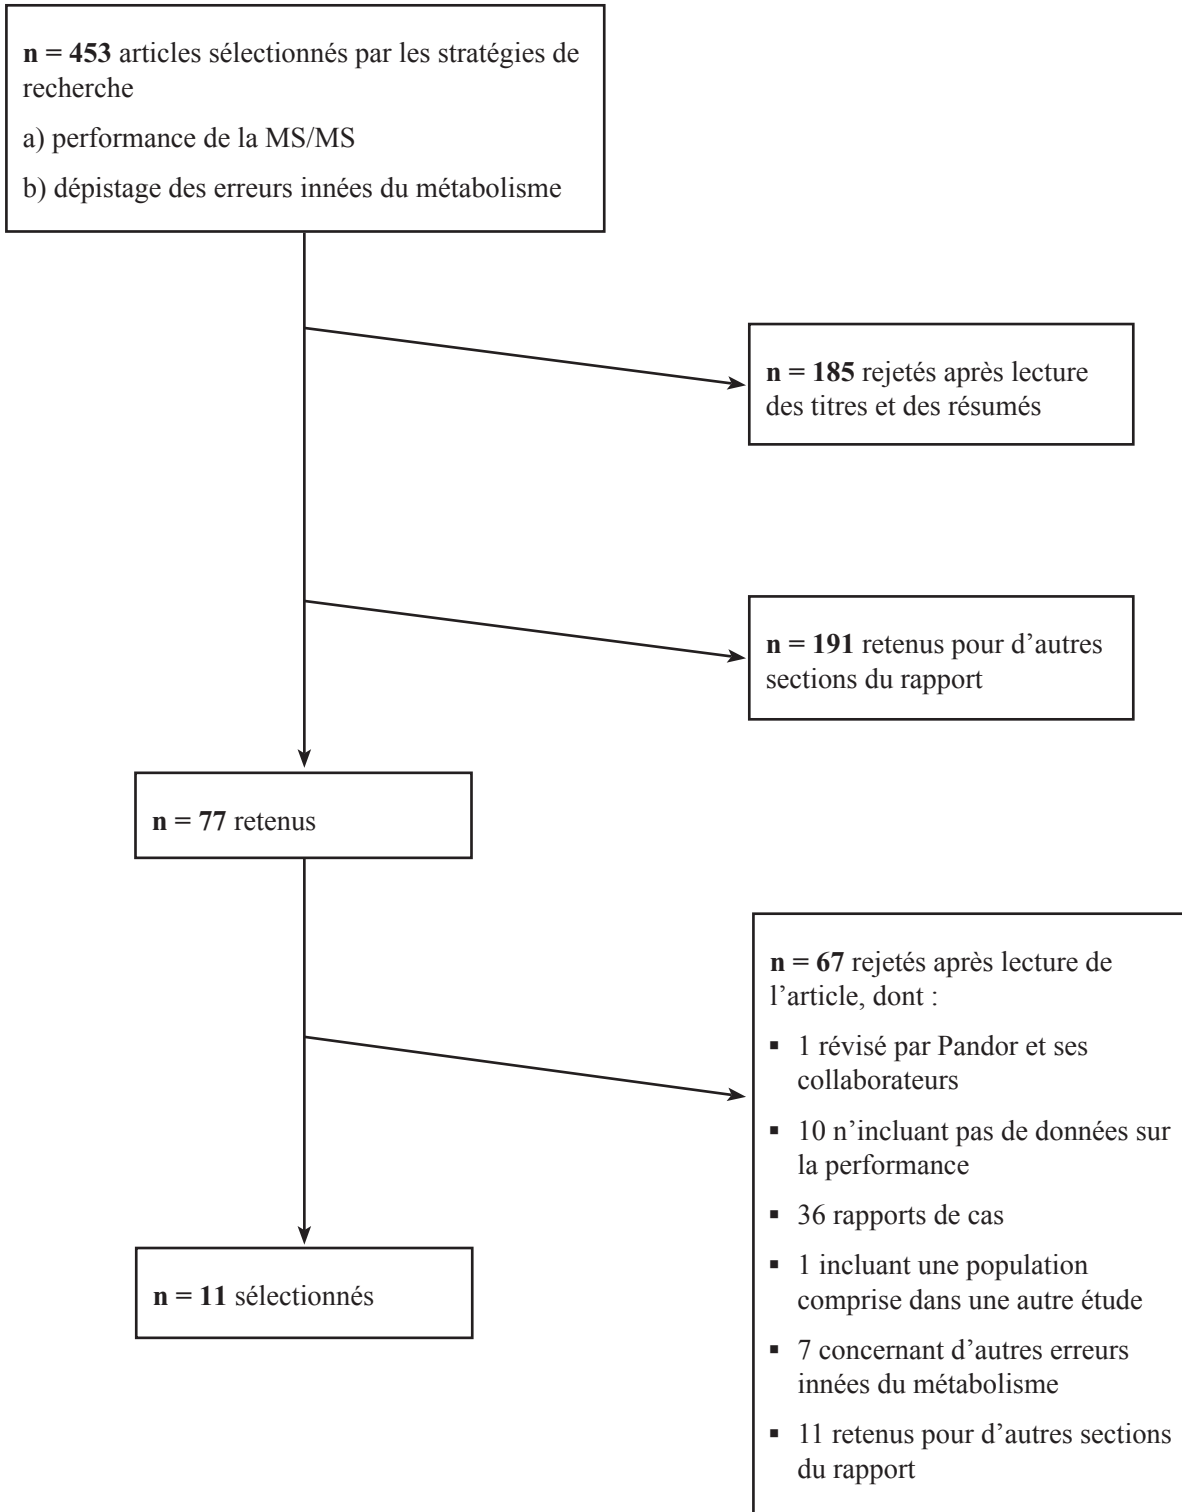 n = 453 articles sélectionnés par les stratégies de
recherche
a) performance de la MS/MS
b) dépistage des erreurs innées du métabolisme
n = 185 rejetés après lecture
des titres et des résumés
n = 191 retenus pour d’autres
sections du rapport
n = 77 retenus
n = 67 rejetés après lecture de
l’article, dont :
▪ 1 révisé par Pandor et ses
collaborateurs
▪ 10 n’incluant pas de données sur
la performance
▪ 36 rapports de cas
▪ 1 incluant une population
comprise dans une autre étude
▪ 7 concernant d’autres erreurs
innées du métabolisme
▪ 11 retenus pour d’autres sections
du rapport
n = 11 sélectionnés